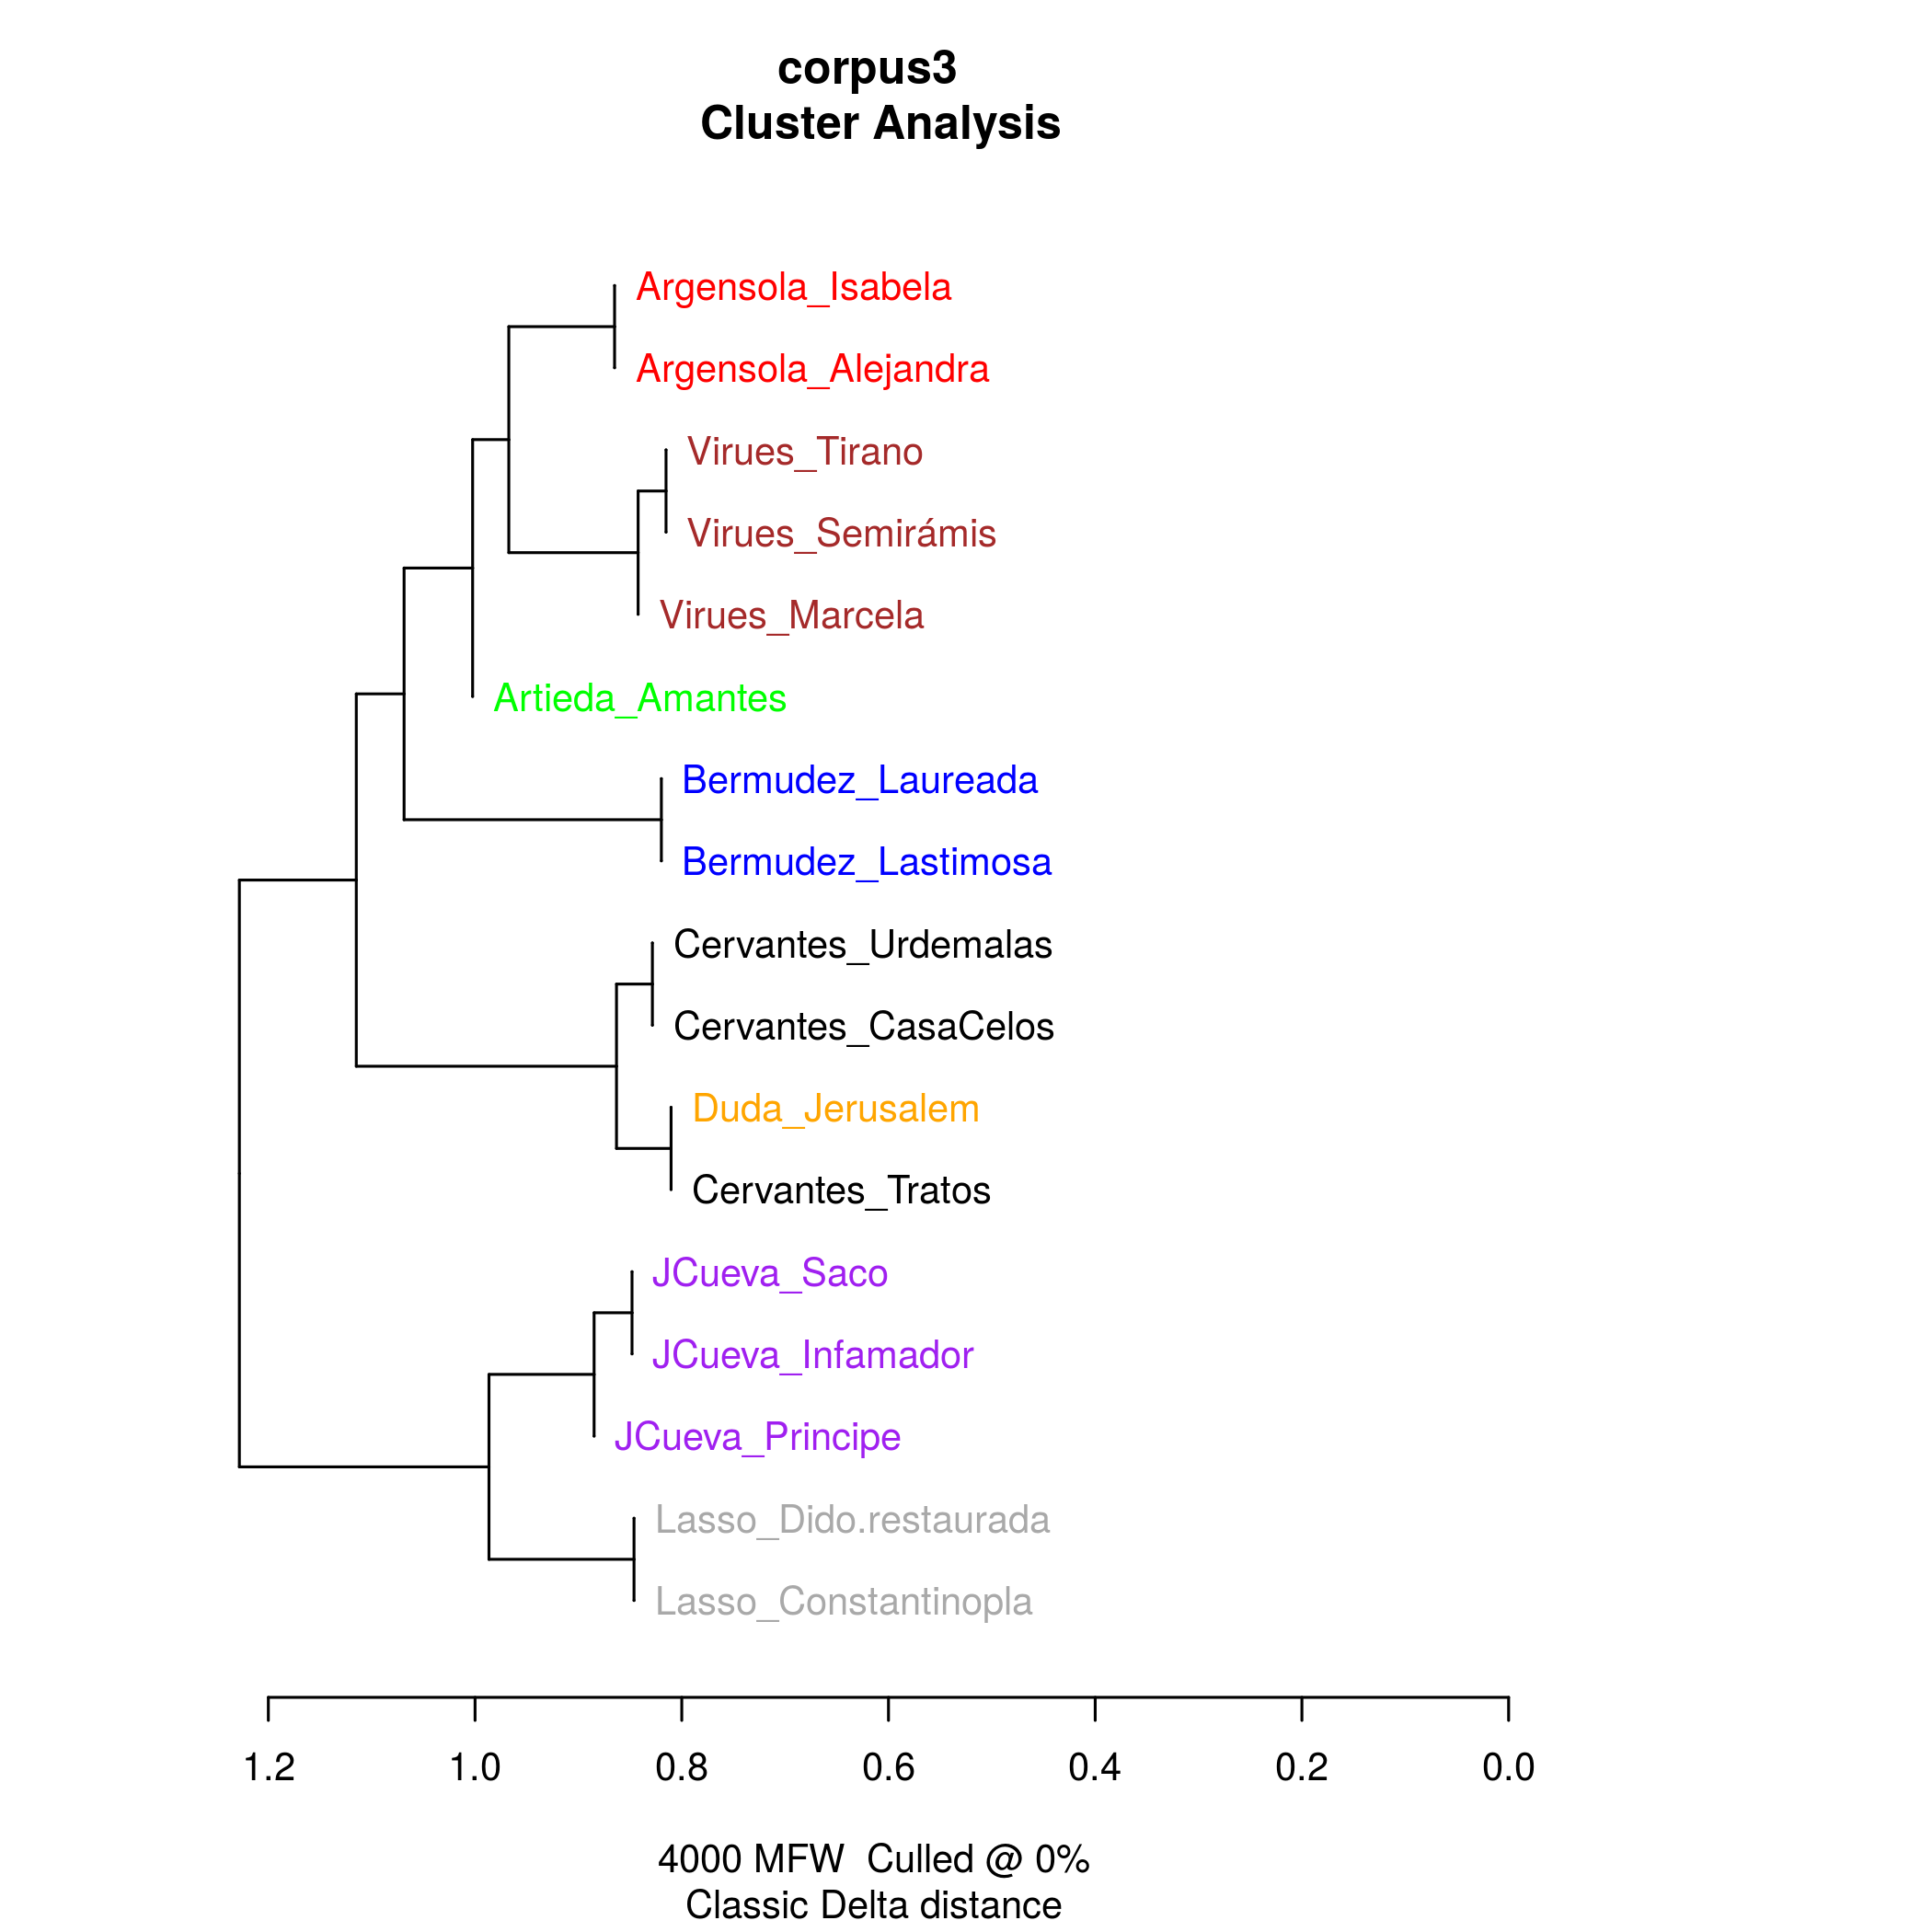 corpus3
Cluster Analysis
Argensola_Isabela
Argensola_Alejandra
Virues_Tirano
Virues_Semirámis
Virues_Marcela
Artieda_Amantes
Bermudez_Laureada
Bermudez_Lastimosa
Cervantes_Urdemalas
Cervantes_CasaCelos
Duda_Jerusalem
Cervantes_Tratos
JCueva_Saco
JCueva_Infamador
JCueva_Principe
Lasso_Dido.restaurada
Lasso_Constantinopla
1.2 1.0 0.8 0.6 0.4 0.2 0.0
4000 MFW  Culled @ 0%
Classic Delta distance